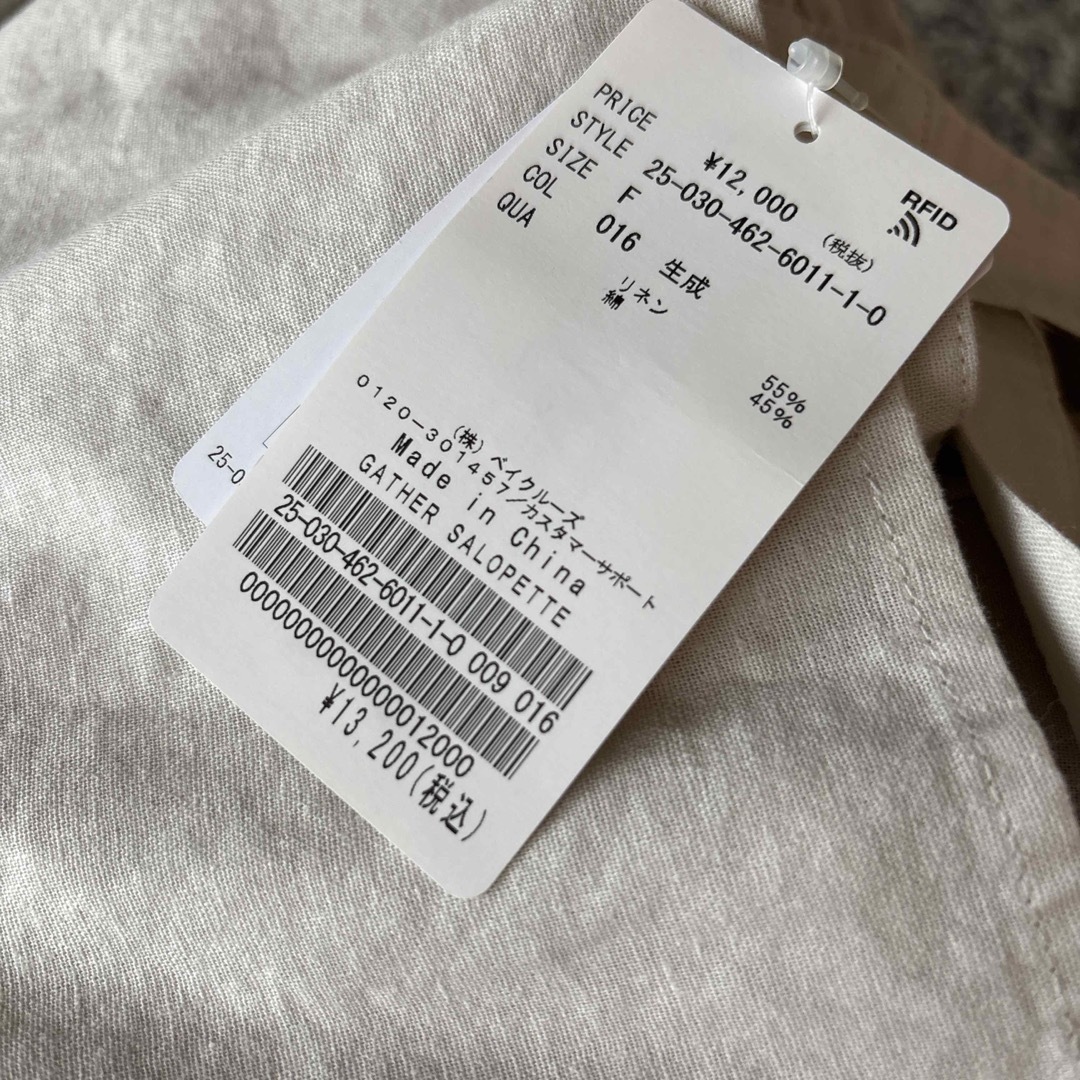 RFID
PRICE ¥12,000 (税抜)
STYLE 25-030-462-6011-1-0
SIZE F
COL 016 生成
QUA リネン 55%
綿 45%
(株) ベイクルーズ
0120-301457/カスタマーサポート
Made in China
GATHER SALOPETTE
25-030-462-6011-1-0 009 016
0000000000000012000
¥13,200(税込)
25-0